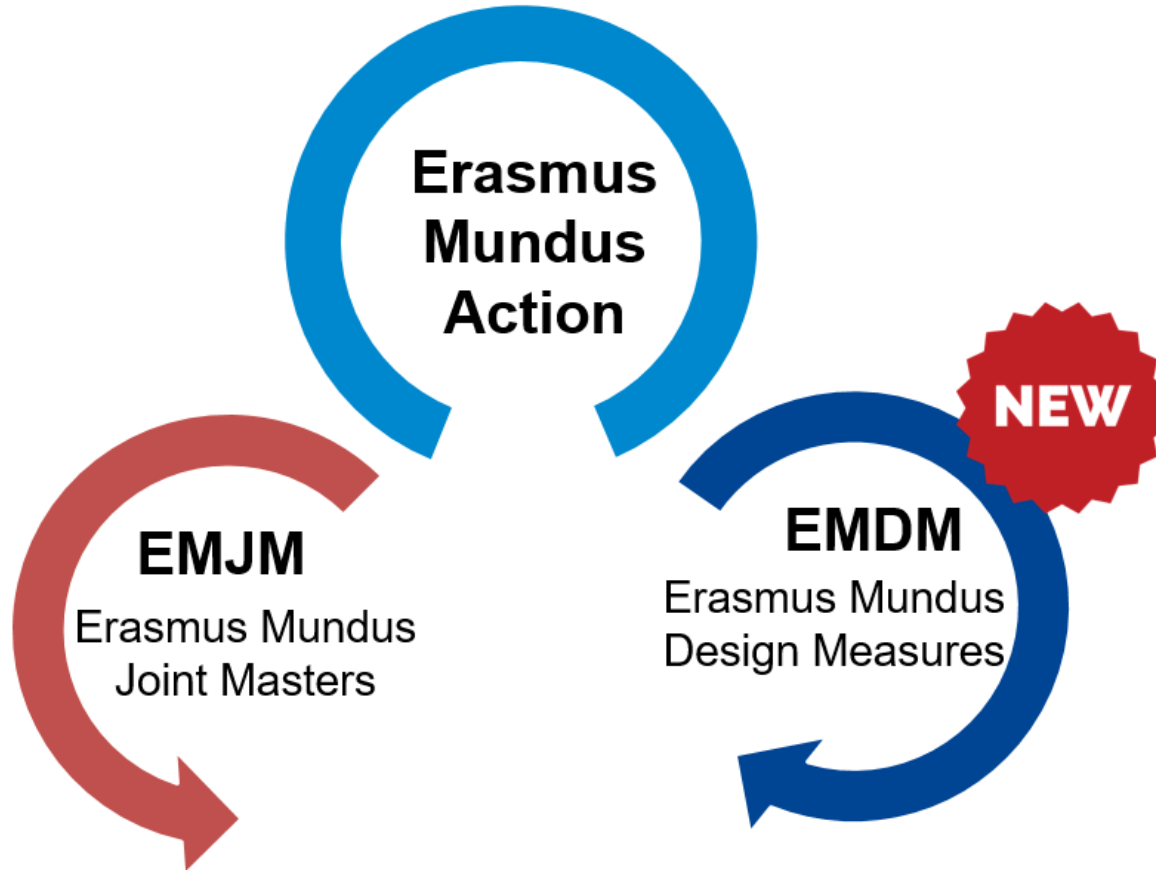 Erasmus
Mundus
Action
EMJM
Erasmus Mundus
Joint Masters
NEW
EMDM
Erasmus Mundus
Design Measures